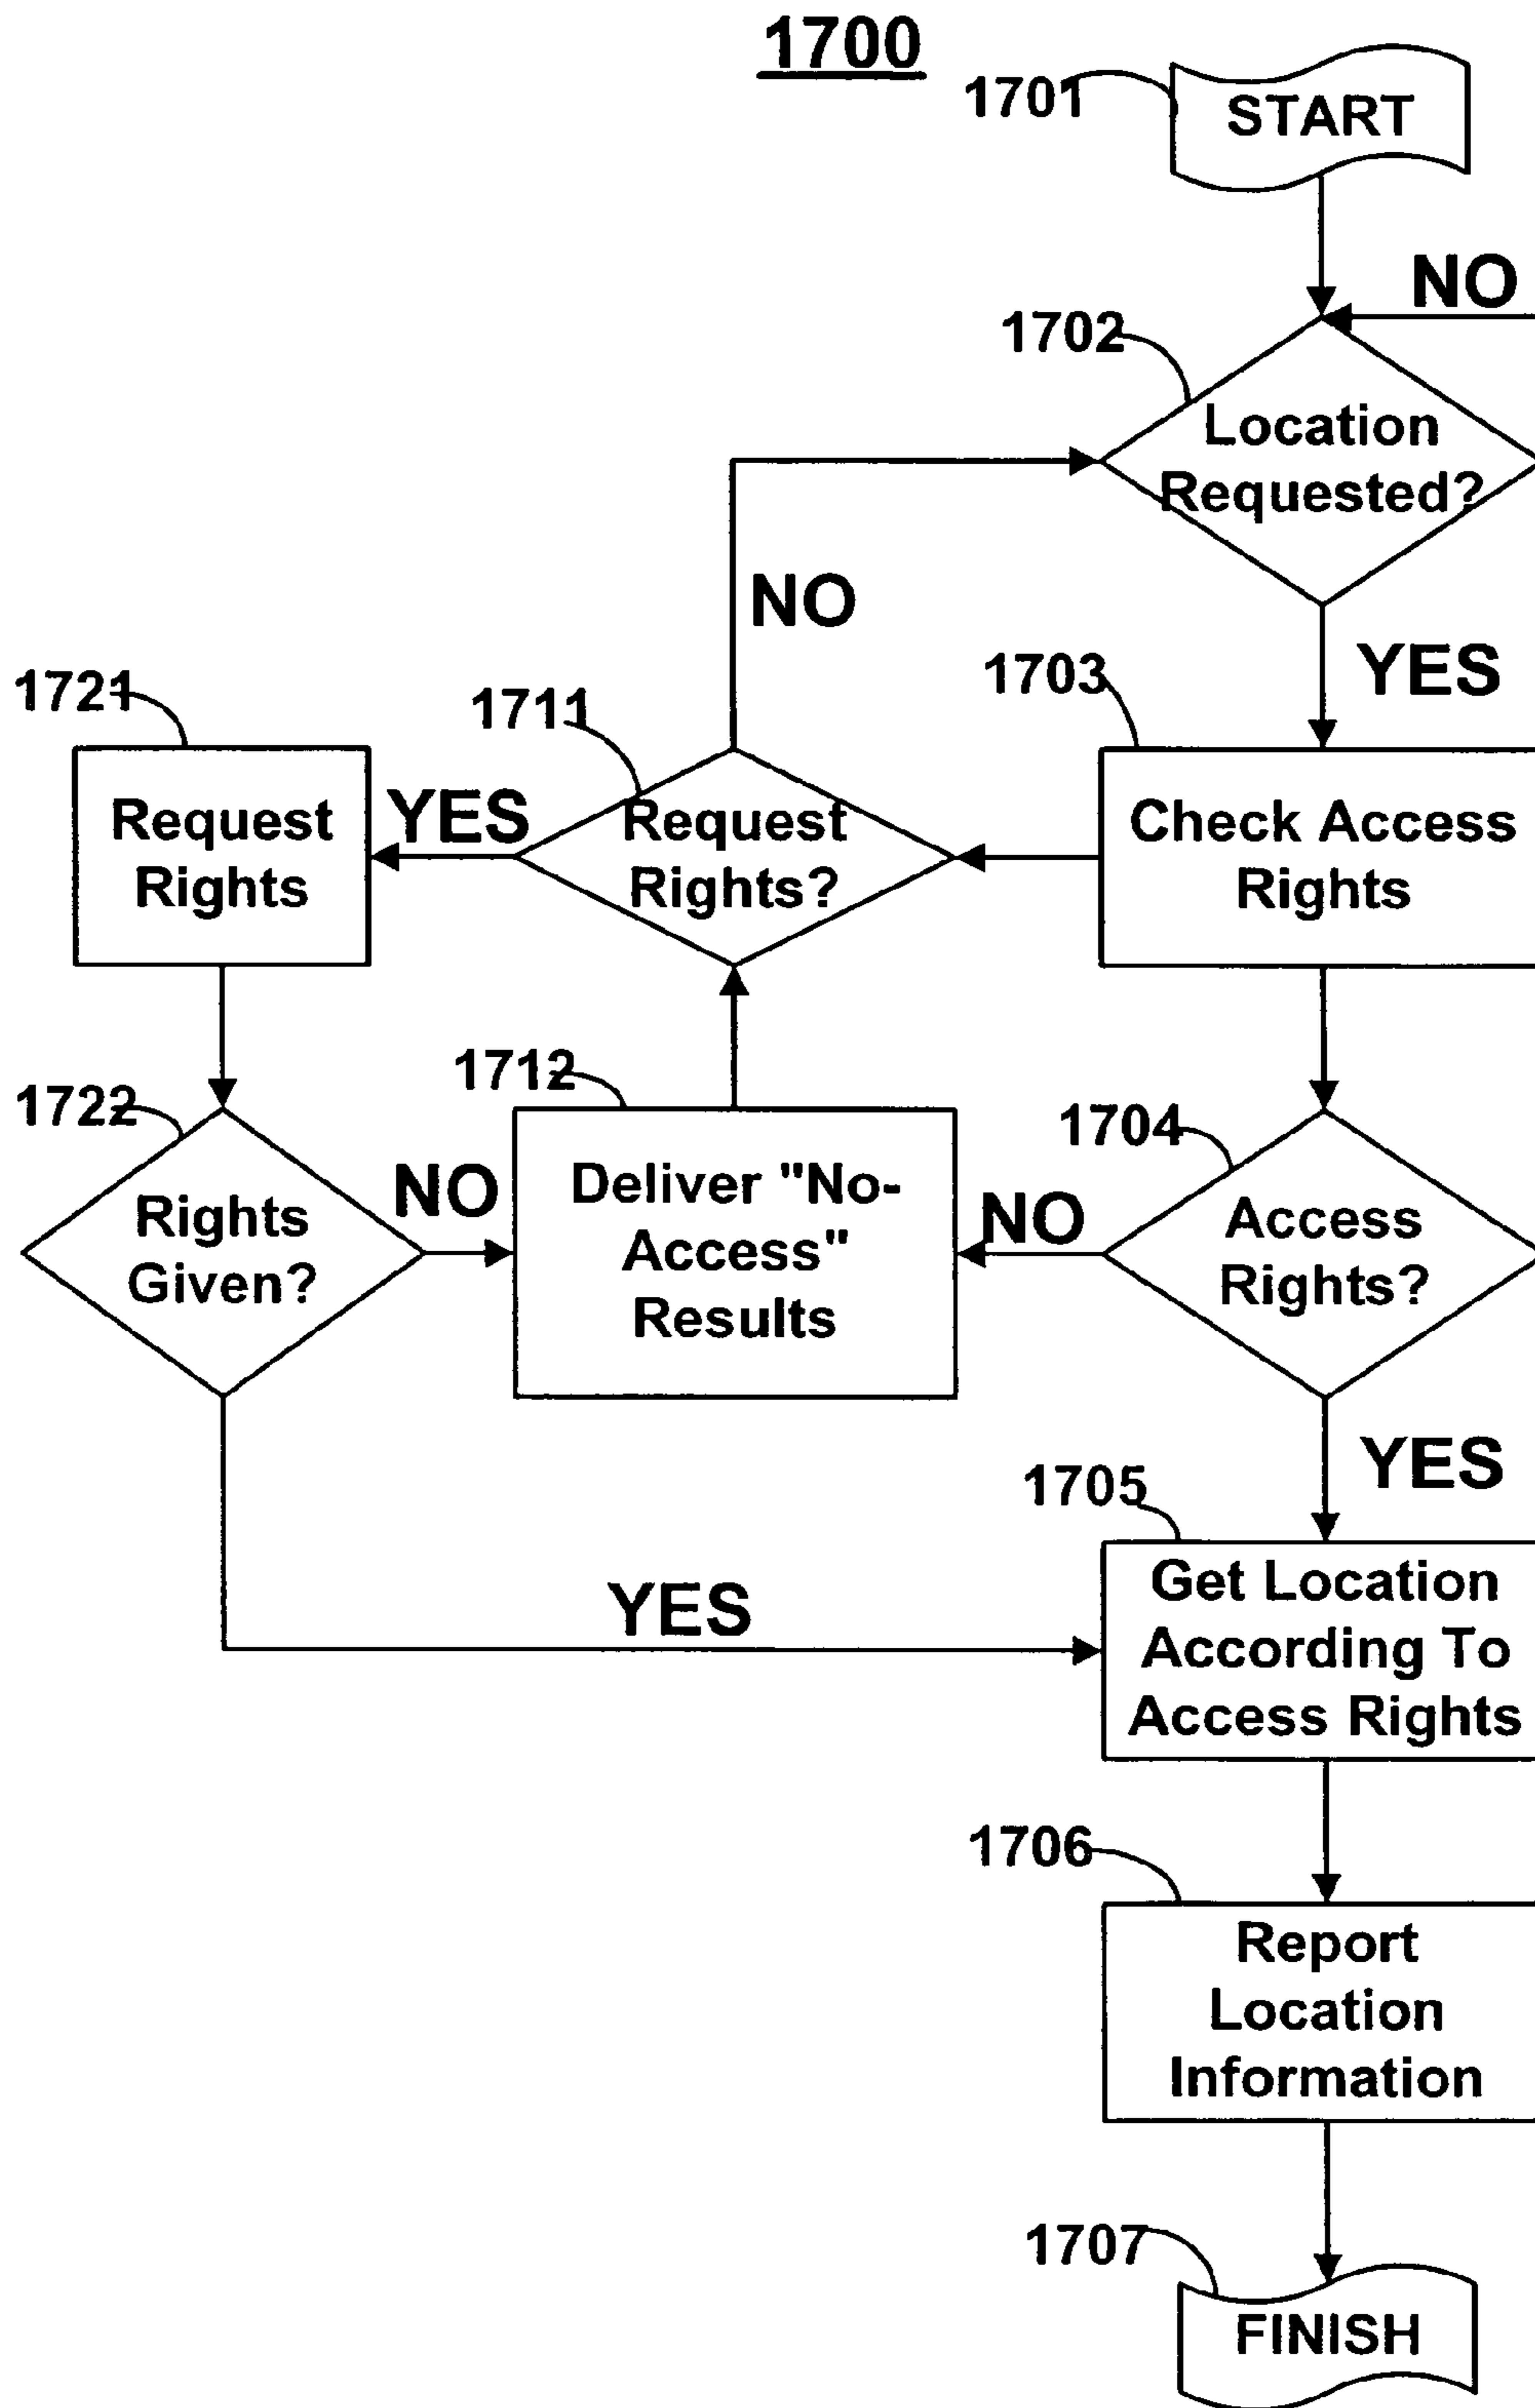 1700
1701
START
NO
1702
Location
Requested?
NO
YES
1703
1721
1711
Request
Rights
YES
Request
Rights?
Check Access
Rights
1712
1722
1704
Rights
Given?
NO
Deliver "No-
Access"
Results
NO
Access
Rights?
YES
1705
YES
Get Location
According To
Access Rights
1706
Report
Location
Information
1707
FINISH